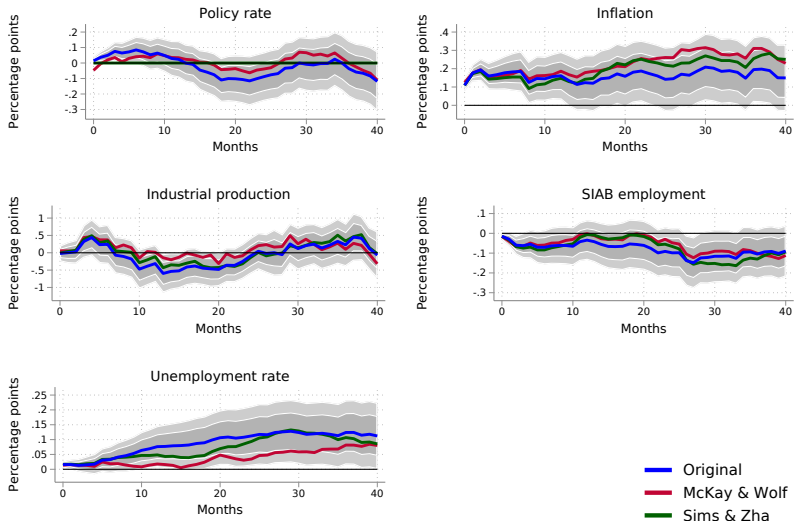 Policy rate
Percentage points
.2
.1
0
-.1
-.2
-.3
0 10 20 30 40
Months
Inflation
Percentage points
.4
.3
.2
.1
0
0 10 20 30 40
Months
Industrial production
Percentage points
1
.5
0
-.5
-1
0 10 20 30 40
Months
SIAB employment
Percentage points
.1
0
-.1
-.2
-.3
0 10 20 30 40
Months
Unemployment rate
Percentage points
.25
.2
.15
.1
.05
0
0 10 20 30 40
Months
Original
McKay & Wolf
Sims & Zha